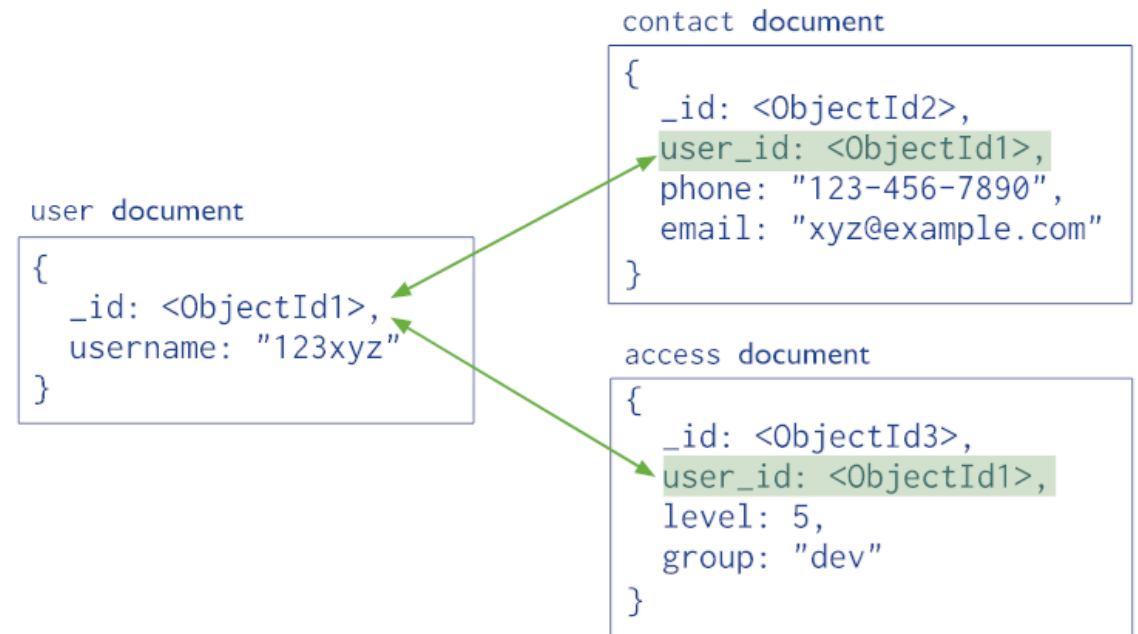 user document
{
_id: <ObjectId1>,
username: "123xyz"
}
contact document
{
_id: <ObjectId2>,
user_id: <ObjectId1>,
phone: "123-456-7890",
email: "xyz@example.com"
}
access document
{
_id: <ObjectId3>,
user_id: <ObjectId1>,
level: 5,
group: "dev"
}